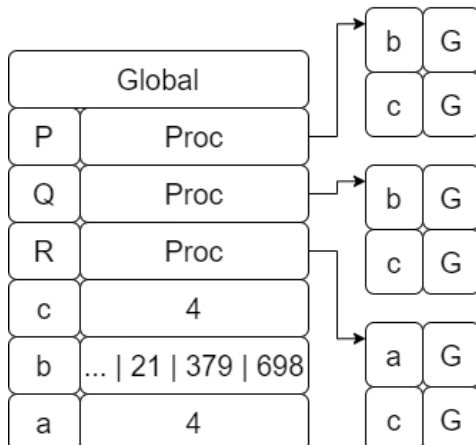 Global
P Proc
Q Proc
R Proc
c 4
b ... | 21 | 379 | 698
a 4
b G
c G
b G
c G
a G
c G